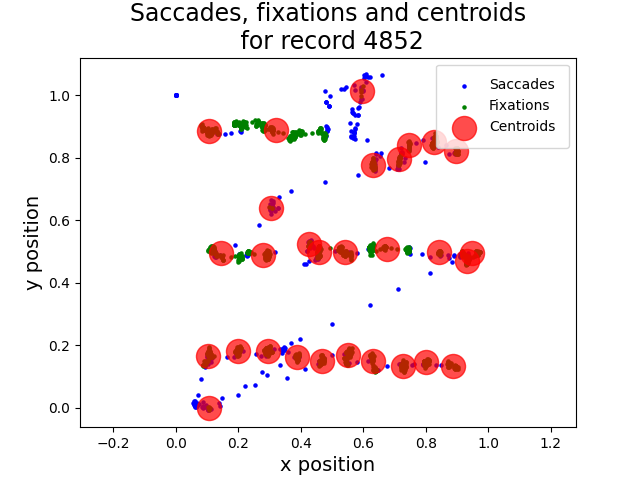 Saccades, fixations and centroids
for record 4852
Saccades
Fixations
Centroids
1.0
0.8
0.6
0.4
0.2
0.0
y position
−0.2 0.0 0.2 0.4 0.6 0.8 1.0 1.2
x position